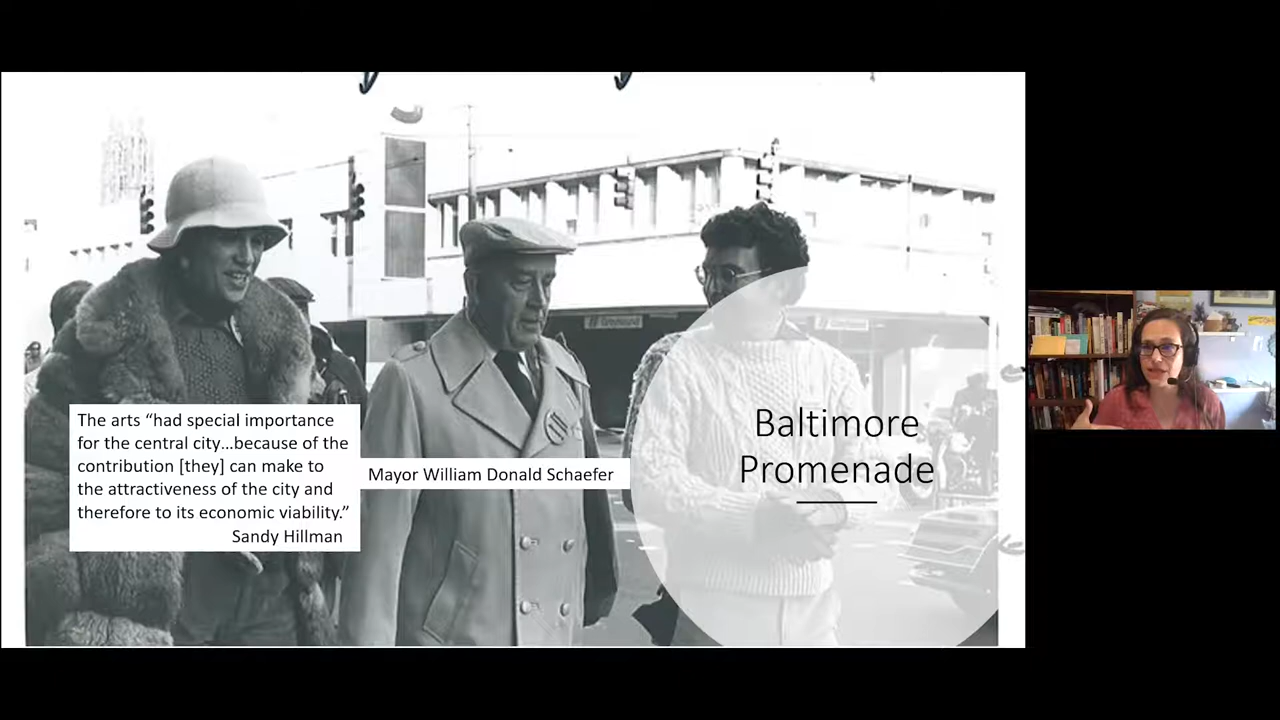 The arts “had special importance
for the central city...because of the
contribution [they] can make to
the attractiveness of the city and
therefore to its economic viability.”
Sandy Hillman
Mayor William Donald Schaefer
Baltimore
Promenade